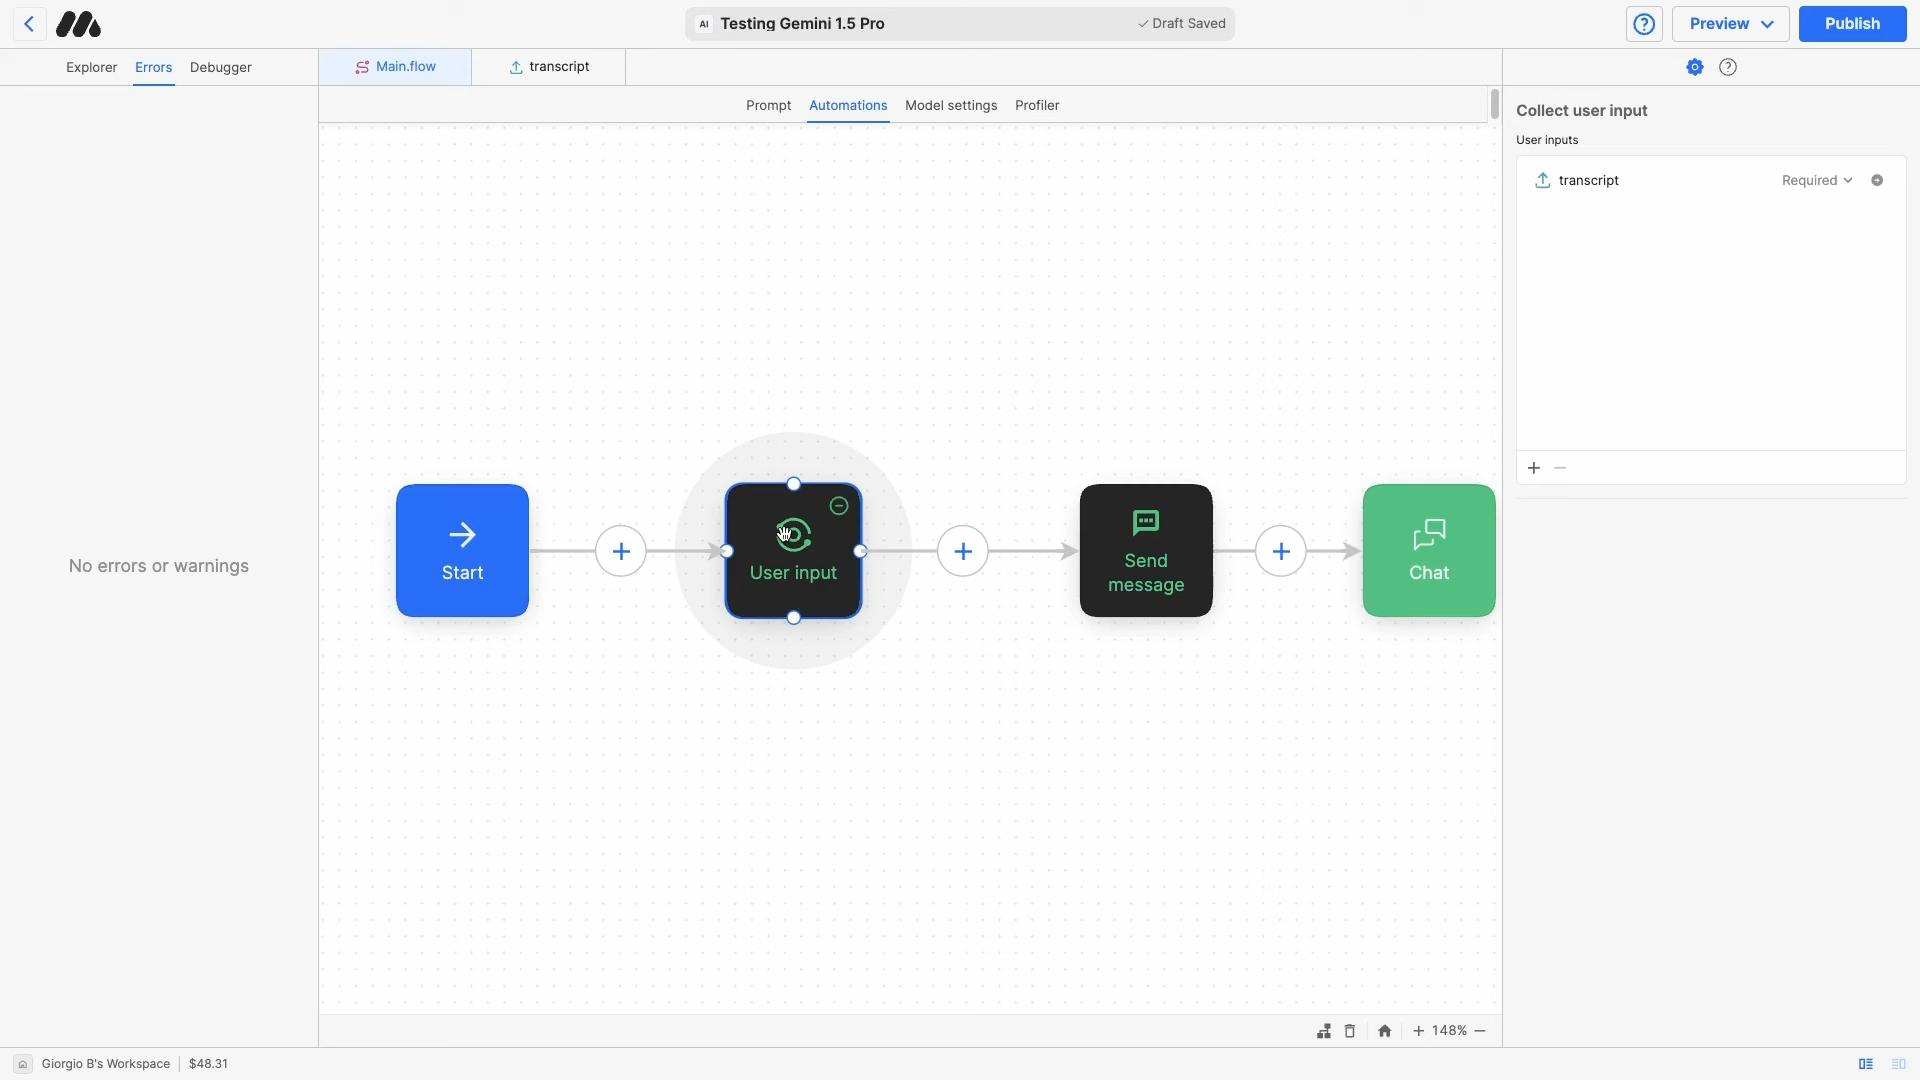 AI Testing Gemini 1.5 Pro
Draft Saved
Preview
Publish
Explorer
Errors
Debugger
Main.flow
transcript
Prompt
Automations
Model settings
Profiler
Collect user input
User inputs
transcript
Required
No errors or warnings
Start
User input
Send
message
Chat
148%
Giorgio B's Workspace
$48.31